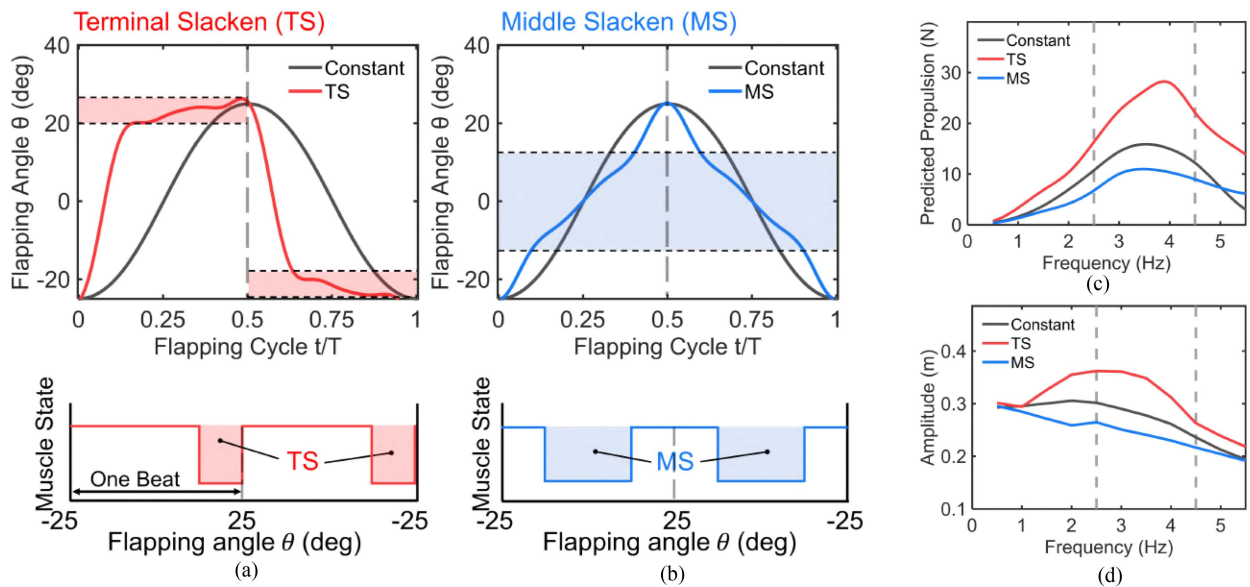 Terminal Slacken (TS)
Flapping Angle θ (deg)
40
20
0
-20
Constant
TS
0
0.25
0.5
0.75
1
Flapping Cycle t/T
Muscle State
TS
One Beat
-25
25
-25
Flapping angle θ (deg)
(a)
Middle Slacken (MS)
Flapping Angle θ (deg)
40
20
0
-20
Constant
MS
0
0.25
0.5
0.75
1
Flapping Cycle t/T
Muscle State
MS
-25
25
-25
Flapping angle θ (deg)
(b)
Predicted Propulsion (N)
30
20
10
0
Constant
TS
MS
0
1
2
3
4
5
Frequency (Hz)
(c)
Amplitude (m)
0.4
0.3
0.2
0.1
Constant
TS
MS
0
1
2
3
4
5
Frequency (Hz)
(d)